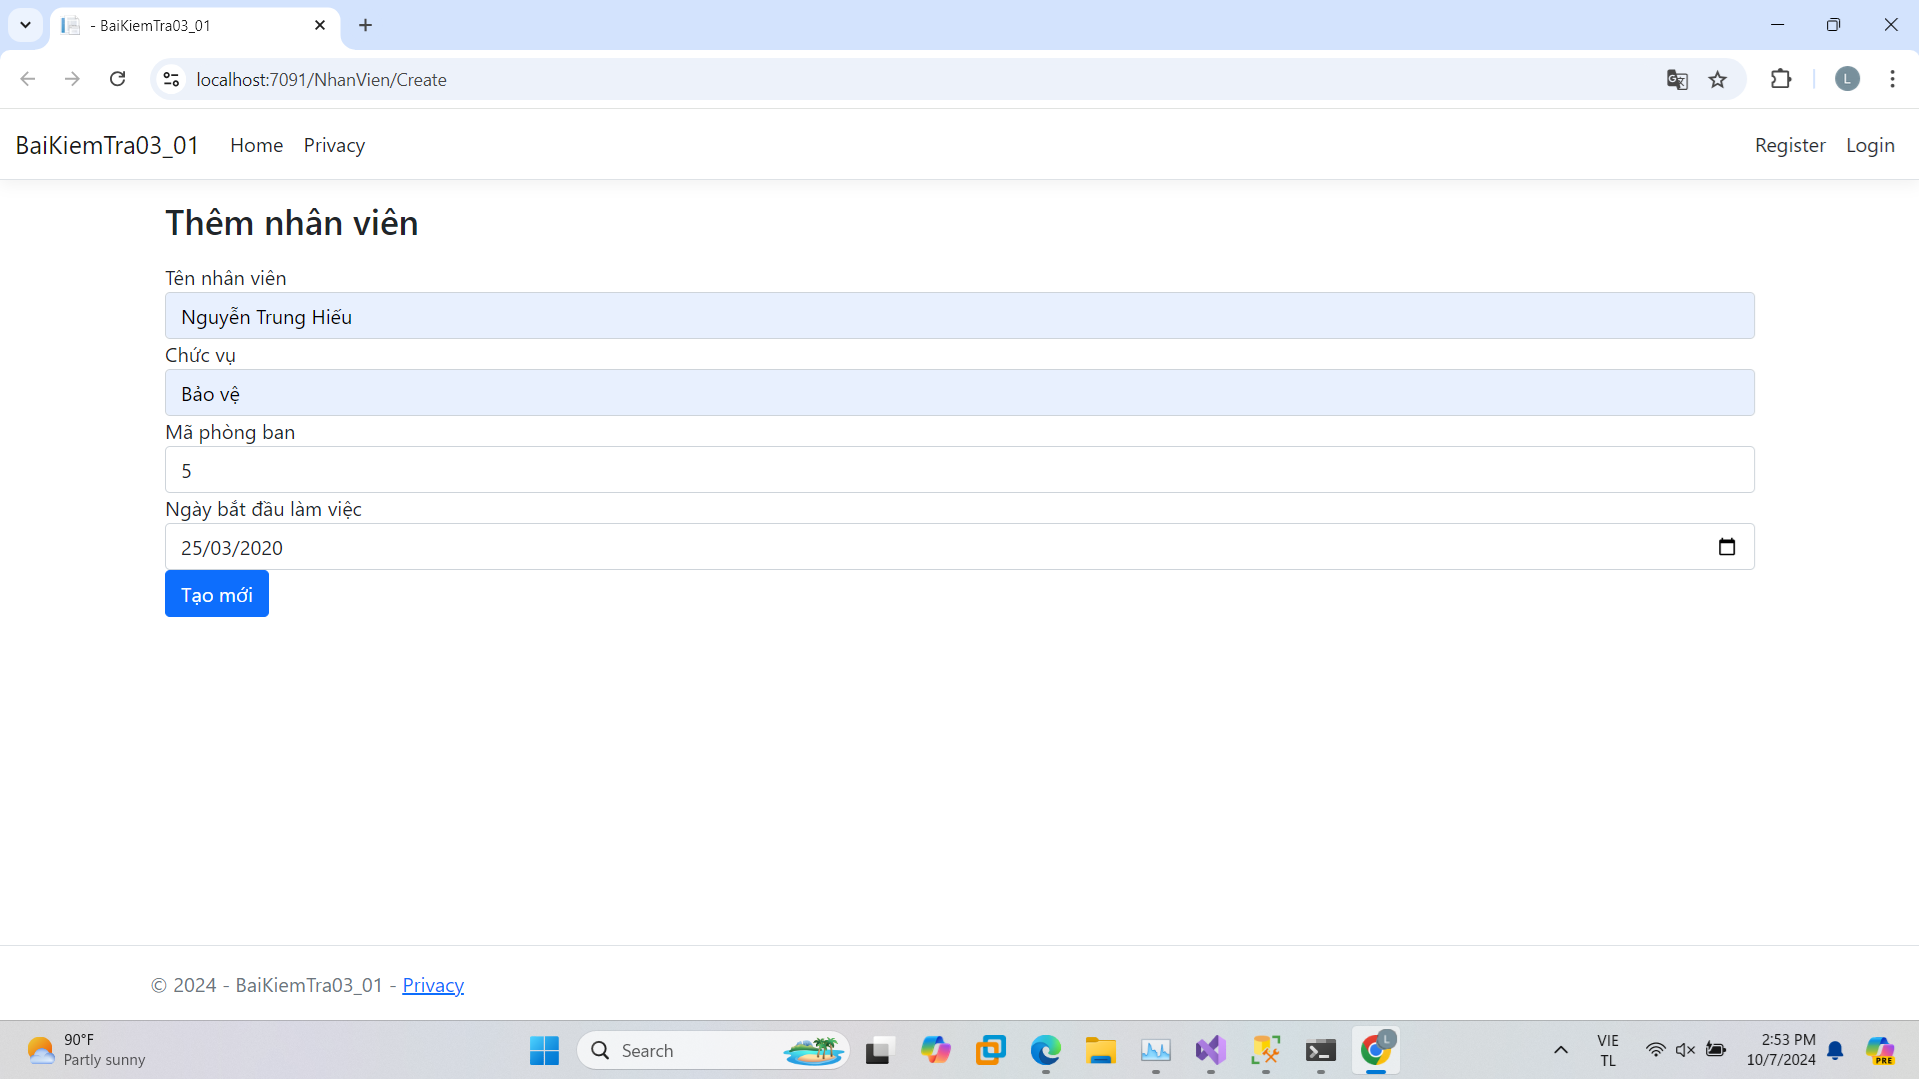 - BaiKiemTra03_01
localhost:7091/NhanVien/Create
L
BaiKiemTra03_01 Home Privacy Register Login
Thêm nhân viên
Tên nhân viên
Nguyễn Trung Hiếu
Chức vụ
Bảo vệ
Mã phòng ban
5
Ngày bắt đầu làm việc
25/03/2020
Tạo mới
© 2024 - BaiKiemTra03_01 - Privacy
90°F
Partly sunny
Search
L
VIE
TL
2:53 PM
10/7/2024
PRE